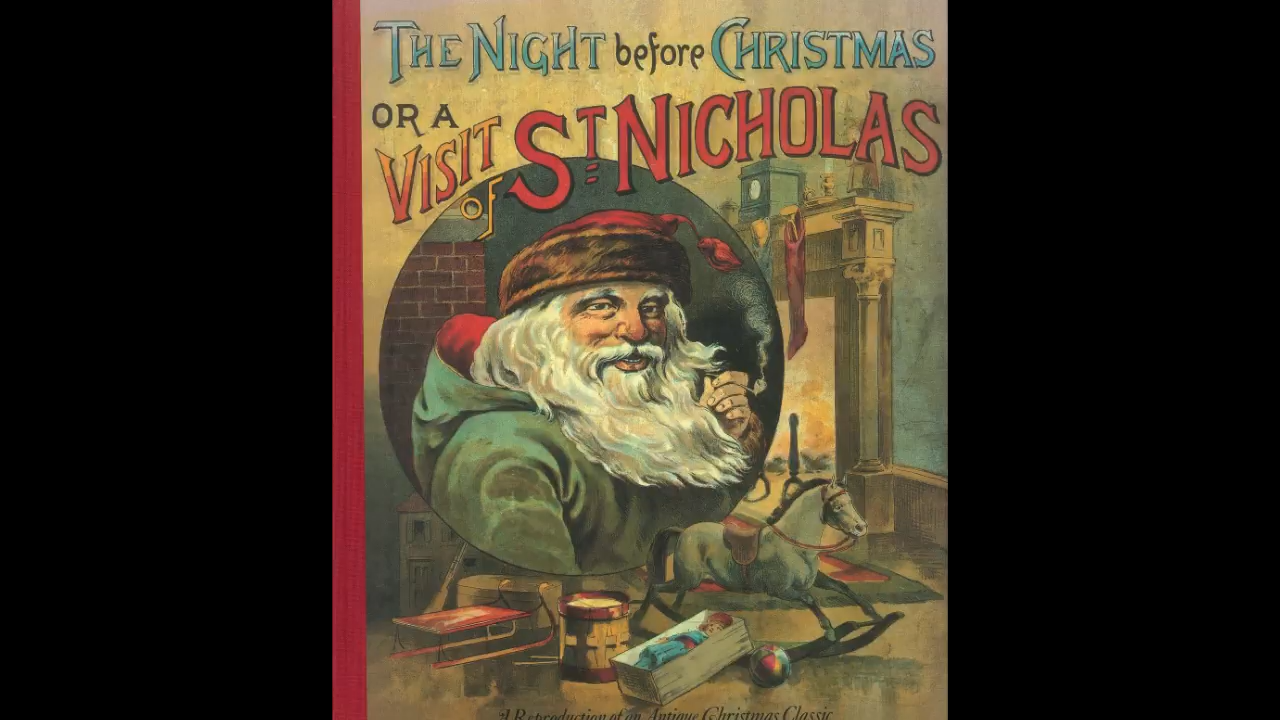 THE NIGHT before CHRISTMAS
OR A
VISIT of ST. NICHOLAS
A Reproduction of an Antique Christmas Classic